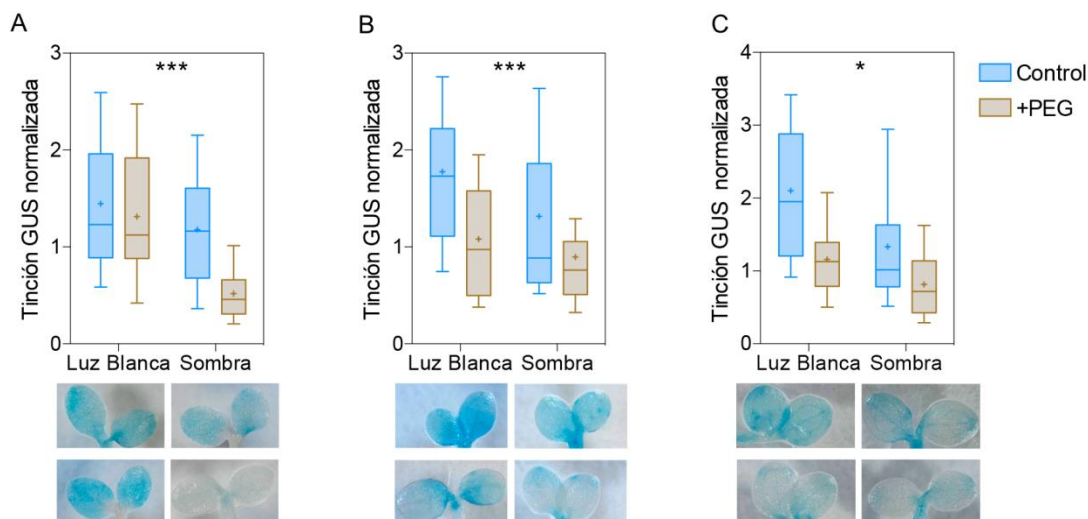 A
Tinción GUS normalizada
3
2
1
0
***
Luz Blanca Sombra
B
Tinción GUS normalizada
3
2
1
0
***
Luz Blanca Sombra
C
Tinción GUS normalizada
4
3
2
1
0
*
Luz Blanca Sombra
Control
+PEG